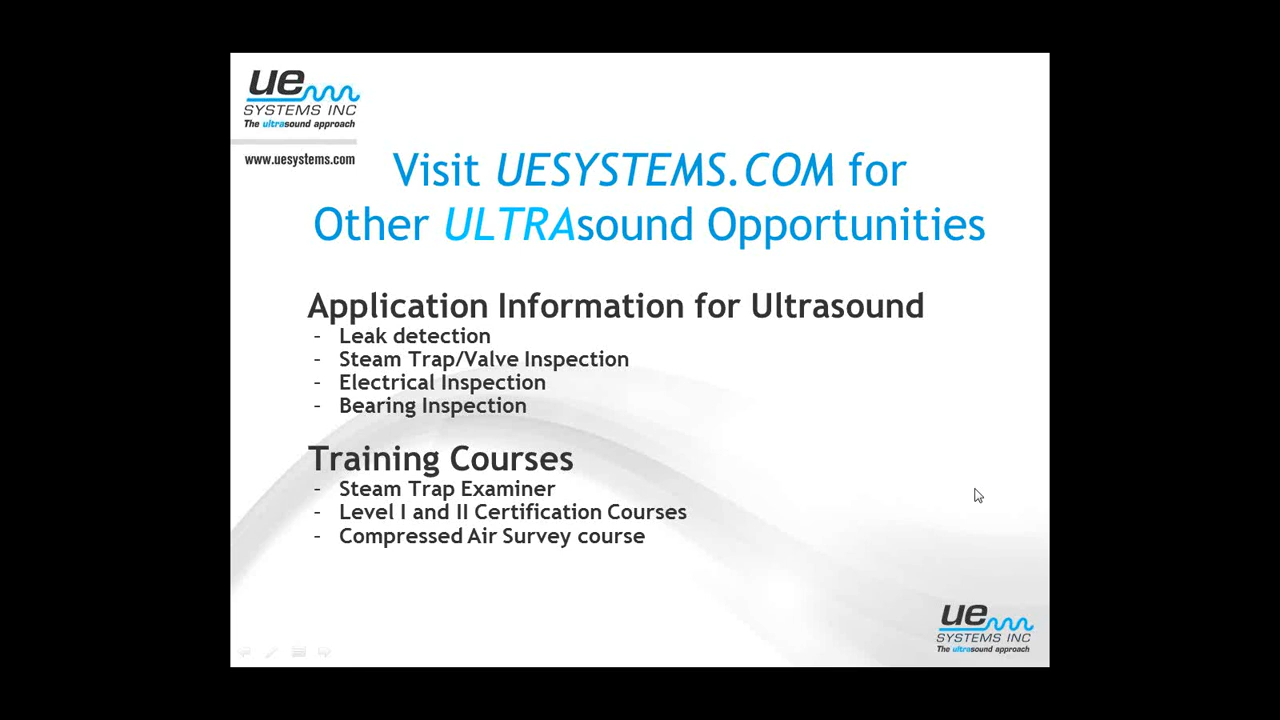 ue
SYSTEMS INC
The ultrasound approach
www.uesystems.com
Visit UESYSTEMS.COM for
Other ULTRAsound Opportunities
Application Information for Ultrasound
- Leak detection
- Steam Trap/Valve Inspection
- Electrical Inspection
- Bearing Inspection
Training Courses
- Steam Trap Examiner
- Level I and II Certification Courses
- Compressed Air Survey course
ue
SYSTEMS INC
The ultrasound approach